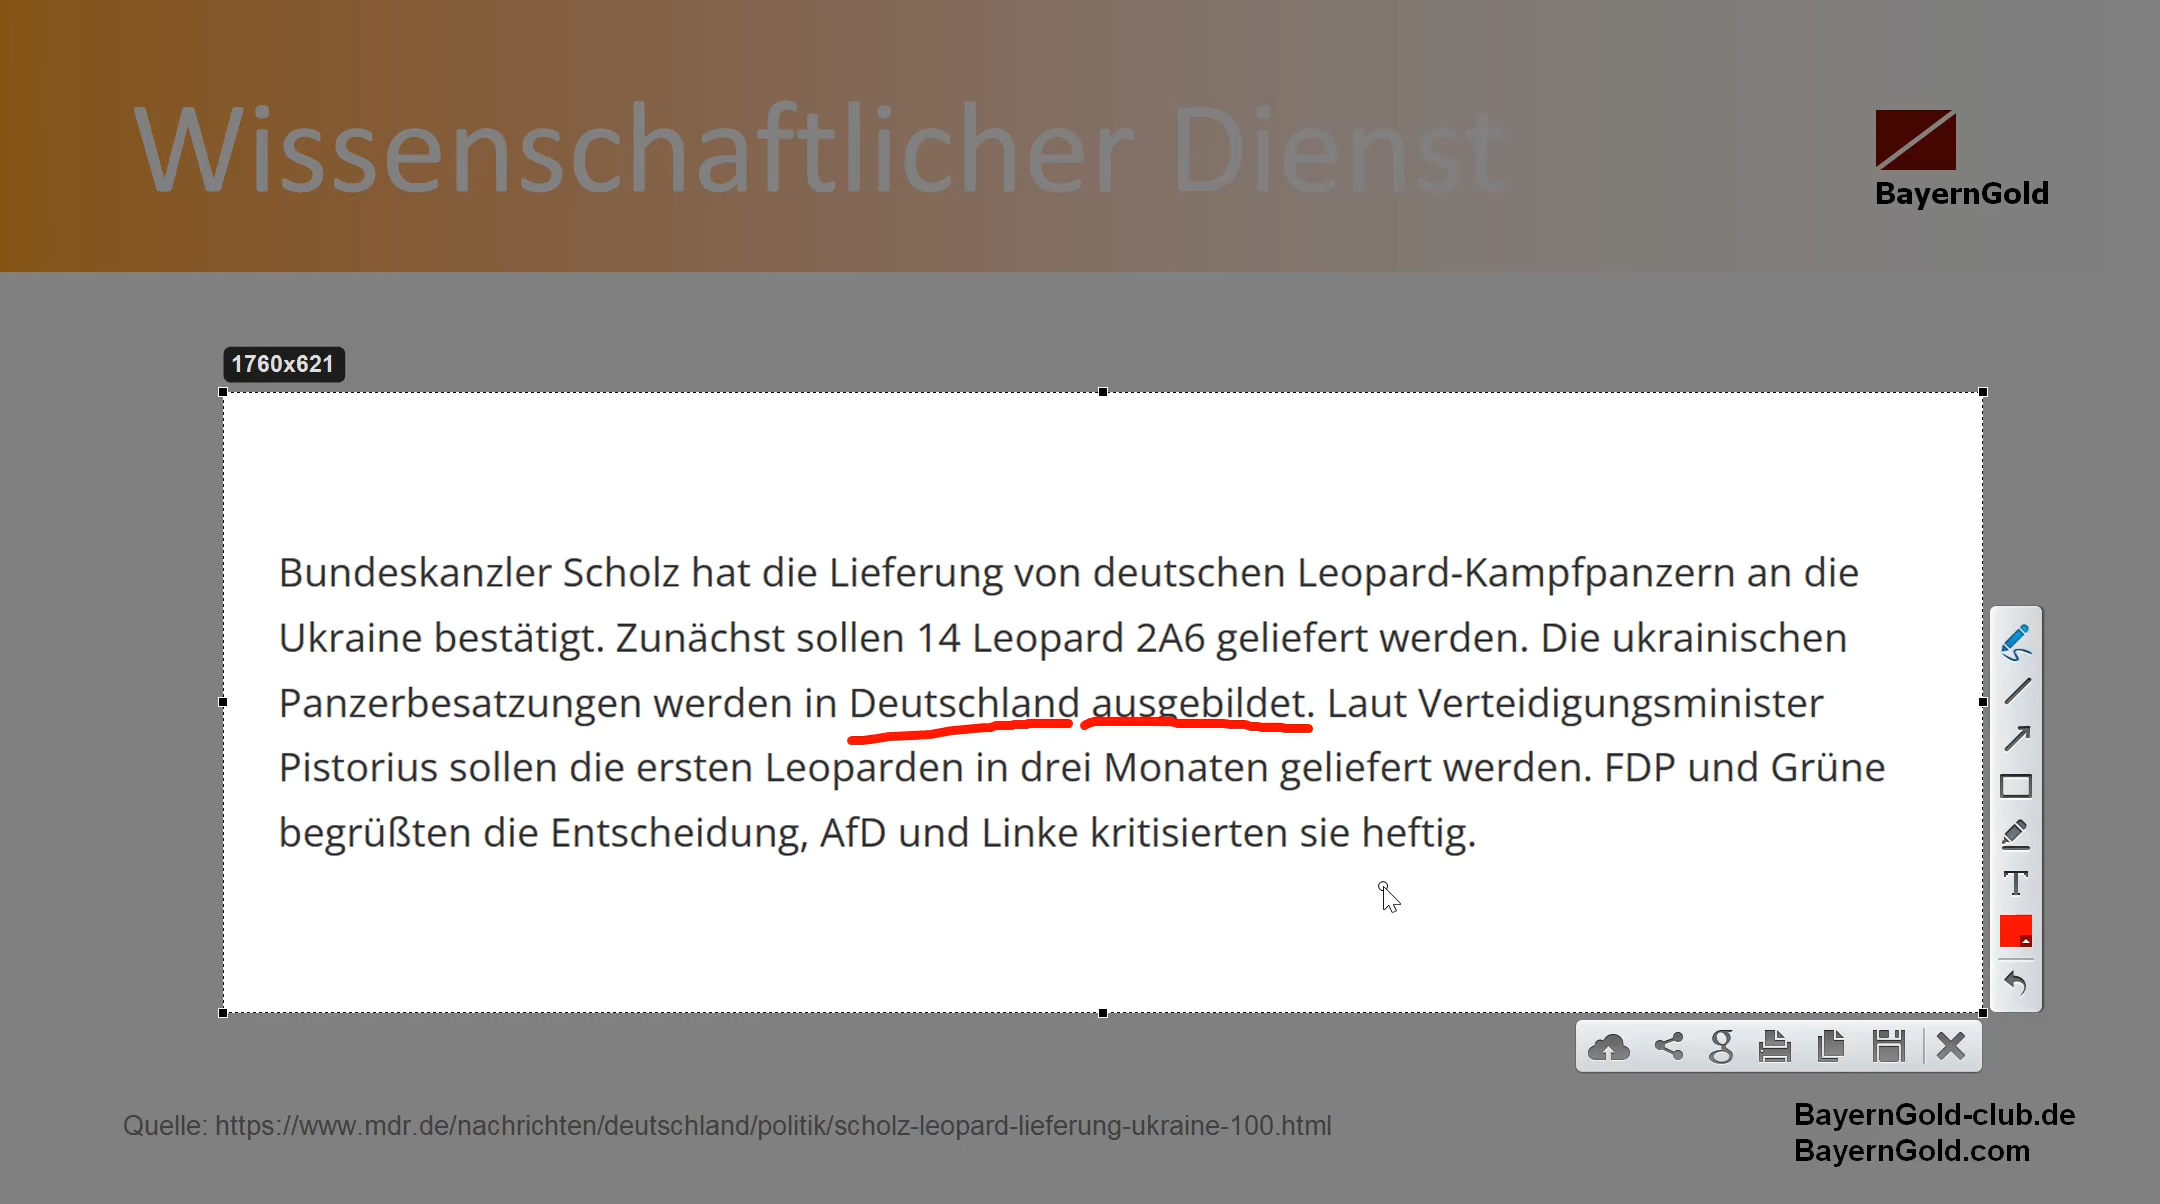 Wissenschaftlicher Dienst
BayernGold
1760x621
Bundeskanzler Scholz hat die Lieferung von deutschen Leopard-Kampfpanzern an die
Ukraine bestätigt. Zunächst sollen 14 Leopard 2A6 geliefert werden. Die ukrainischen
Panzerbesatzungen werden in Deutschland ausgebildet. Laut Verteidigungsminister
Pistorius sollen die ersten Leoparden in drei Monaten geliefert werden. FDP und Grüne
begrüßten die Entscheidung, AfD und Linke kritisierten sie heftig.
Quelle: https://www.mdr.de/nachrichten/deutschland/politik/scholz-leopard-lieferung-ukraine-100.html
BayernGold-club.de
BayernGold.com